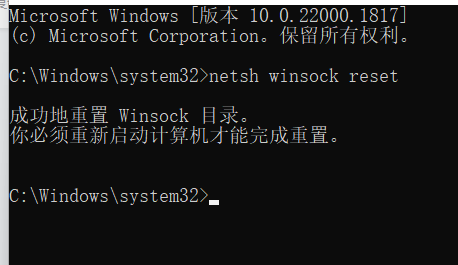 Microsoft Windows [版本 10.0.22000.1817]
(c) Microsoft Corporation。保留所有权利。
C:\Windows\system32>netsh winsock reset
成功地重置 Winsock 目录。
你必须重新启动计算机才能完成重置。
C:\Windows\system32>